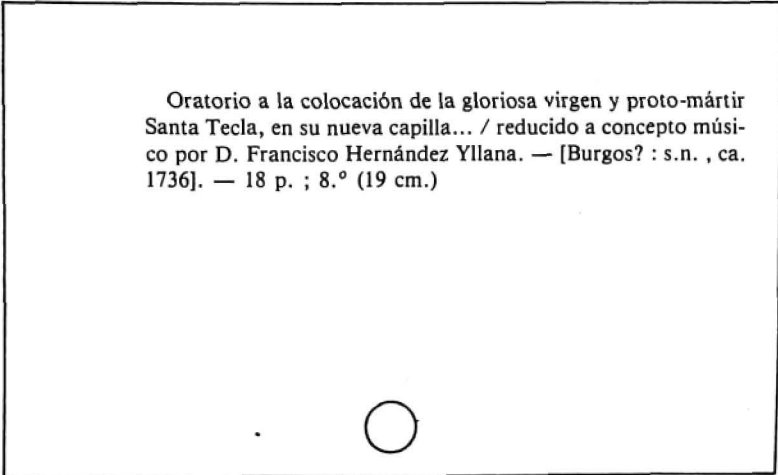 Oratorio a la colocación de la gloriosa virgen y proto-mártir
Santa Tecla, en su nueva capilla... / reducido a concepto músi-
co por D. Francisco Hernández Yllana. — [Burgos? : s.n. , ca.
1736]. — 18 p. ; 8.º (19 cm.)